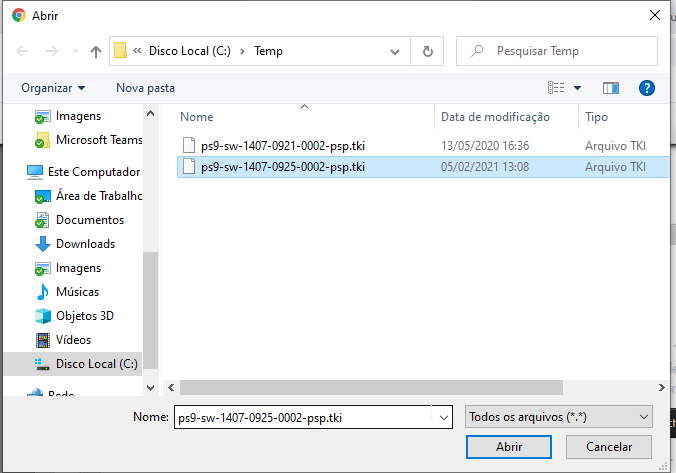 Abrir
« Disco Local (C:) › Temp
Pesquisar Temp
Organizar
Nova pasta
Imagens
Microsoft Teams
Este Computador
Área de Trabalho
Documentos
Downloads
Imagens
Músicas
Objetos 3D
Vídeos
Disco Local (C:)
Rede
Nome Data de modificação Tipo
ps9-sw-1407-0921-0002-psp.tki 13/05/2020 16:36 Arquivo TKI
ps9-sw-1407-0925-0002-psp.tki 05/02/2021 13:08 Arquivo TKI
Nome: ps9-sw-1407-0925-0002-psp.tki
Todos os arquivos (*.*)
Abrir
Cancelar